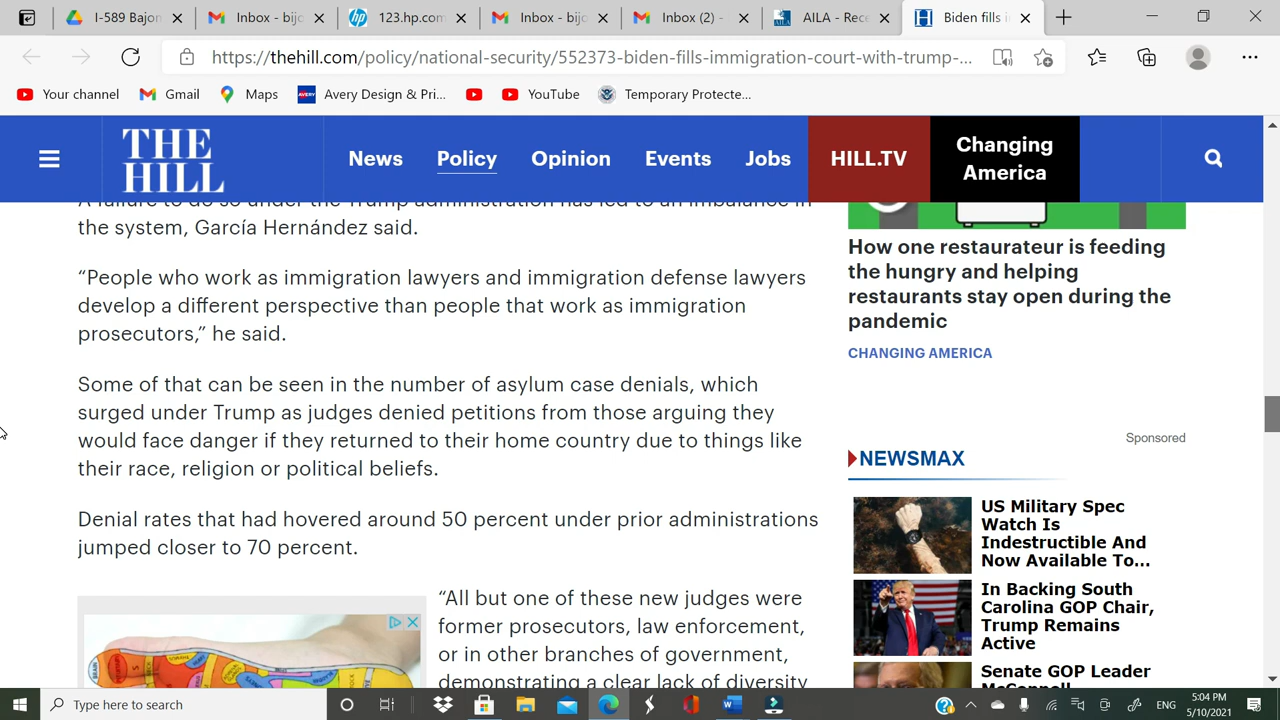 I-589 Bajon
Inbox - bijo
123.hp.com
Inbox - bijo
Inbox (2) -
AILA - Rece
Biden fills i
https://thehill.com/policy/national-security/552373-biden-fills-immigration-court-with-trump-...
Your channel
Gmail
Maps
Avery Design & Pri...
YouTube
Temporary Protecte...
THE HILL
News
Policy
Opinion
Events
Jobs
HILL.TV
Changing
America
A failure to do so under the Trump administration has led to an imbalance in
the system, García Hernández said.
“People who work as immigration lawyers and immigration defense lawyers
develop a different perspective than people that work as immigration
prosecutors,” he said.
Some of that can be seen in the number of asylum case denials, which
surged under Trump as judges denied petitions from those arguing they
would face danger if they returned to their home country due to things like
their race, religion or political beliefs.
Denial rates that had hovered around 50 percent under prior administrations
jumped closer to 70 percent.
“All but one of these new judges were
former prosecutors, law enforcement,
or in other branches of government,
demonstrating a clear lack of diversity
How one restaurateur is feeding
the hungry and helping
restaurants stay open during the
pandemic
CHANGING AMERICA
Sponsored
NEWSMAX
US Military Spec
Watch Is
Indestructible And
Now Available To...
In Backing South
Carolina GOP Chair,
Trump Remains
Active
Senate GOP Leader
McConnell
Type here to search
ENG
5:04 PM
5/10/2021